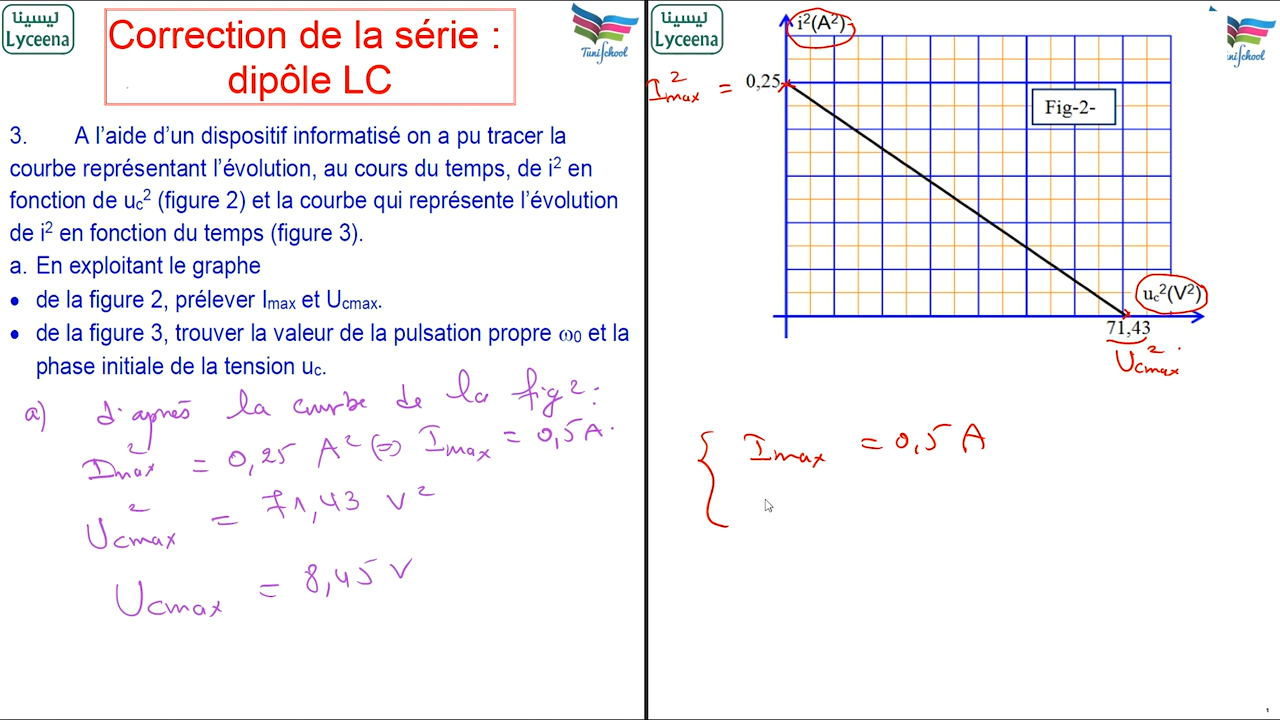 ليسينا
Lyceena
Correction de la série :
dipôle LC
TuniSchool
3. A l’aide d’un dispositif informatisé on a pu tracer la
courbe représentant l’évolution, au cours du temps, de i² en
fonction de uc² (figure 2) et la courbe qui représente l’évolution
de i² en fonction du temps (figure 3).
a. En exploitant le graphe
• de la figure 2, prélever Imax et Ucmax.
• de la figure 3, trouver la valeur de la pulsation propre ω0 et la
phase initiale de la tension uc.
a) d'après la courbe de la fig 2 :
I²max = 0,25 A² ⇔ Imax = 0,5 A.
U²cmax = 71,43 V²
Ucmax = 8,45 V
ليسينا
Lyceena
i²(A²)
niSchool
I²max = 0,25
Fig-2-
uc²(V²)
71,43
U²cmax
Imax = 0,5 A
1